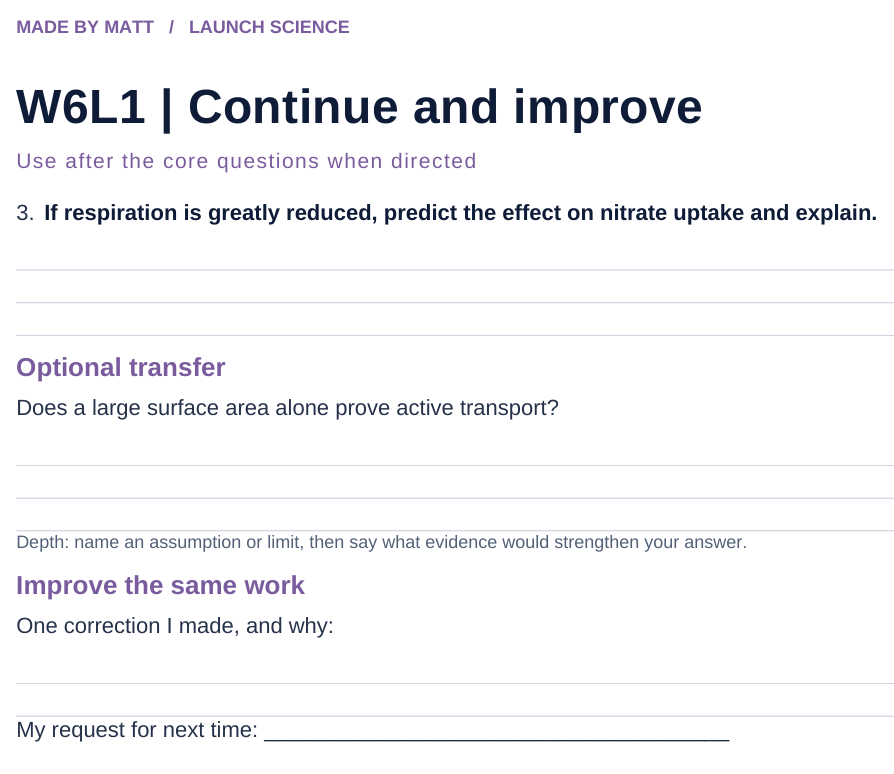 MADE BY MATT / LAUNCH SCIENCE
W6L1 | Continue and improve
Use after the core questions when directed
3. If respiration is greatly reduced, predict the effect on nitrate uptake and explain.
Optional transfer
Does a large surface area alone prove active transport?
Depth: name an assumption or limit, then say what evidence would strengthen your answer.
Improve the same work
One correction I made, and why:
My request for next time: ______________________________________